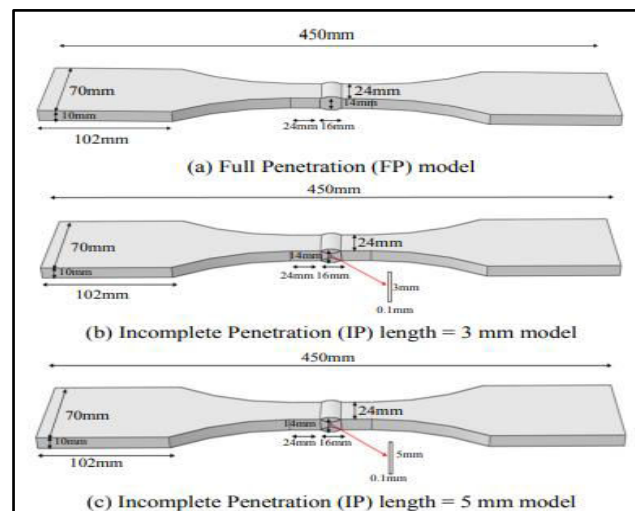 450mm
70mm
24mm
14mm
10mm
24mm 16mm
102mm
(a) Full Penetration (FP) model
450mm
70mm
24mm
14mm
10mm
24mm 16mm
3mm
102mm
0.1mm
(b) Incomplete Penetration (IP) length = 3 mm model
450mm
70mm
24mm
14mm
10mm
24mm 16mm
5mm
102mm
0.1mm
(c) Incomplete Penetration (IP) length = 5 mm model